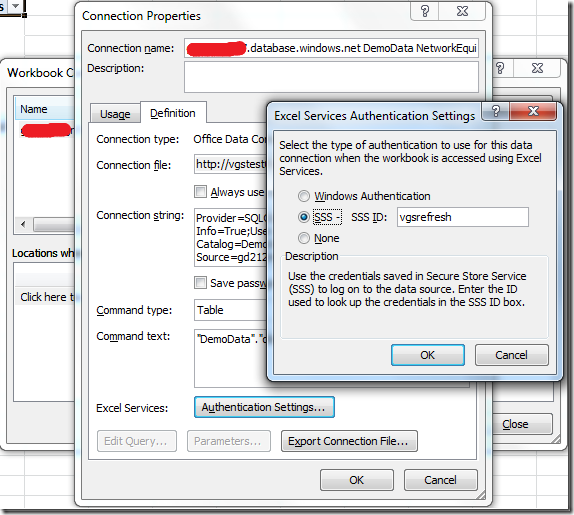 s
Connection Properties
Connection name:
.database.windows.net DemoData NetworkEqui
Description:
Workbook C
Name
Usage
Definition
Connection type:
Office Data Co
Connection file:
http://vgstest
Always use
Connection string:
Provider=SQLO
Info=True;Use
Catalog=Demo
Source=gd212
Save passw
Locations whe
Click here t
Command type:
Table
Command text:
"DemoData"."d
Excel Services:
Authentication Settings...
Edit Query...
Parameters...
Export Connection File...
OK
Cancel
Close
Excel Services Authentication Settings
Select the type of authentication to use for this data
connection when the workbook is accessed using Excel
Services.
Windows Authentication
SSS - SSS ID: vgsrefresh
None
Description
Use the credentials saved in Secure Store Service
(SSS) to log on to the data source. Enter the ID
used to look up the credentials in the SSS ID box.
OK
Cancel